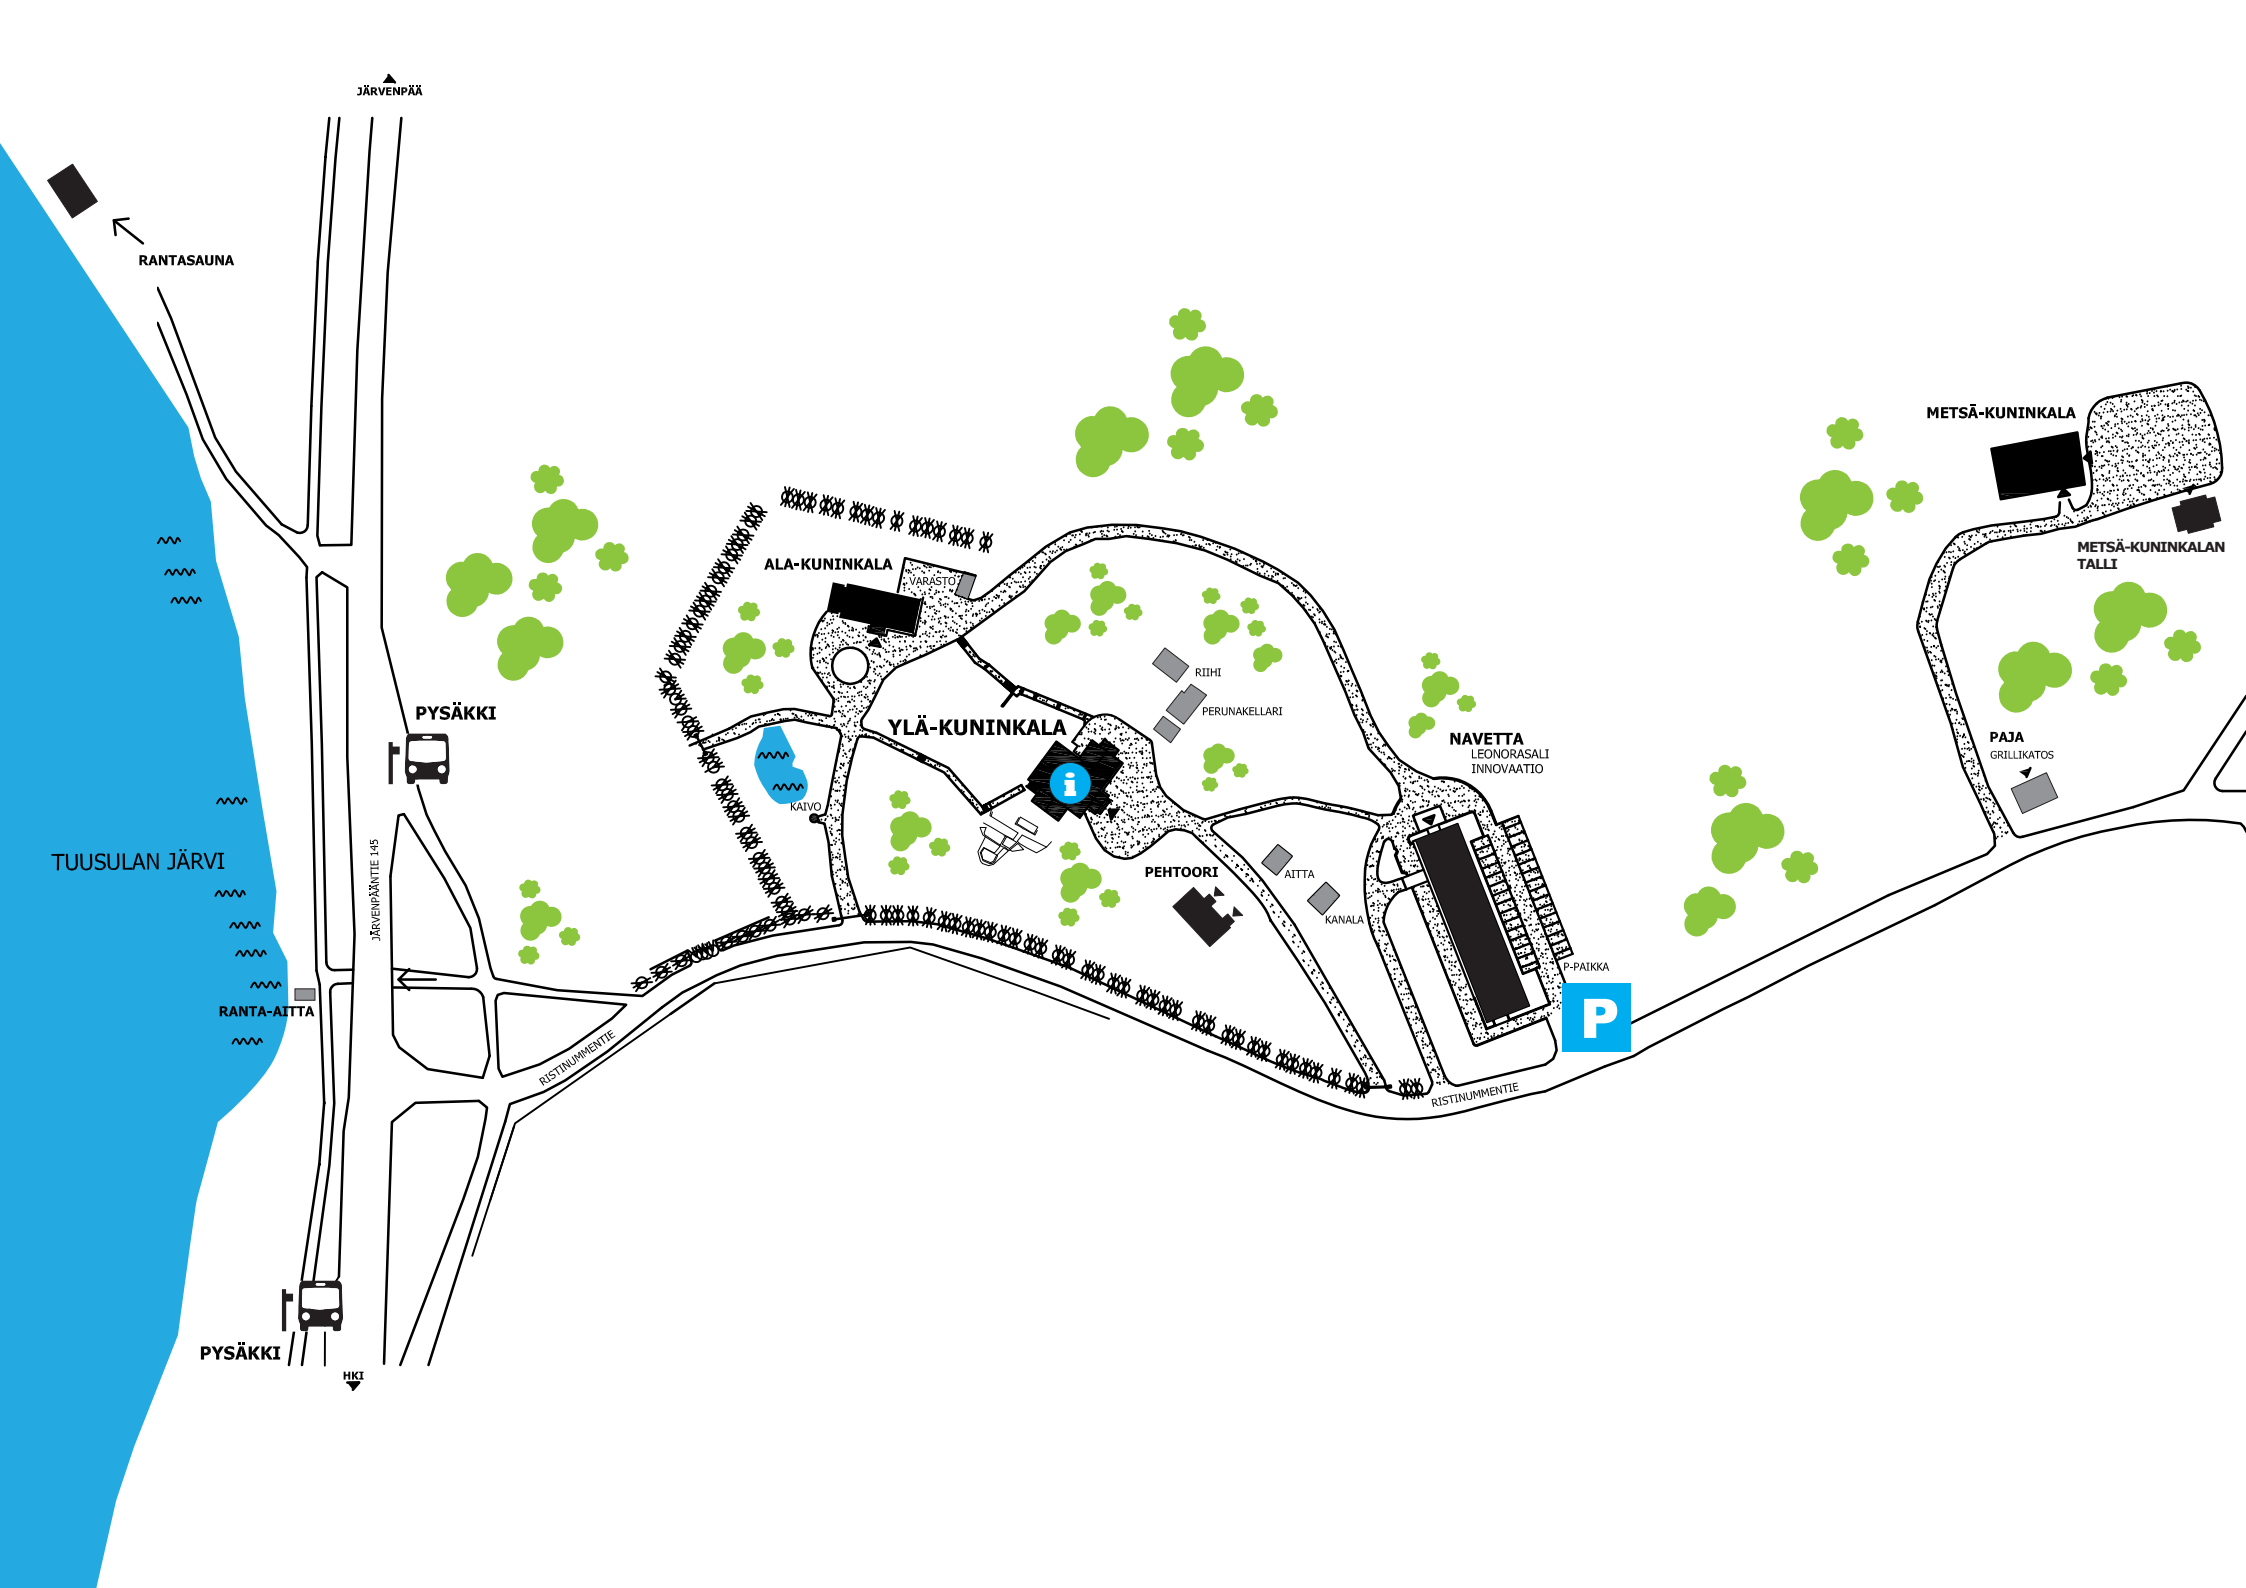 JÄRVENPÄÄ
RANTASAUNA
METSÄ-KUNINKALA
METSÄ-KUNINKALAN
TALLI
ALA-KUNINKALA
VARASTO
RIIHI
PERUNAKELLARI
PYSÄKKI
YLÄ-KUNINKALA
i
NAVETTA
LEONORASALI
INNOVAATIO
PAJA
GRILLIKATOS
KAIVO
TUUSULAN JÄRVI
JÄRVENPÄÄNTIE 145
PEHTOORI
AITTA
KANALA
P-PAIKKA
P
RANTA-AITTA
RISTINUMMENTIE
RISTINUMMENTIE
PYSÄKKI
HKI